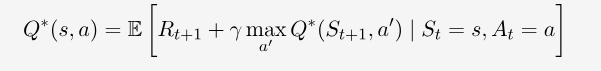 Q*(s, a) = 𝔼 [R_{t+1} + γ max_{a′} Q*(S_{t+1}, a′) | S_t = s, A_t = a]